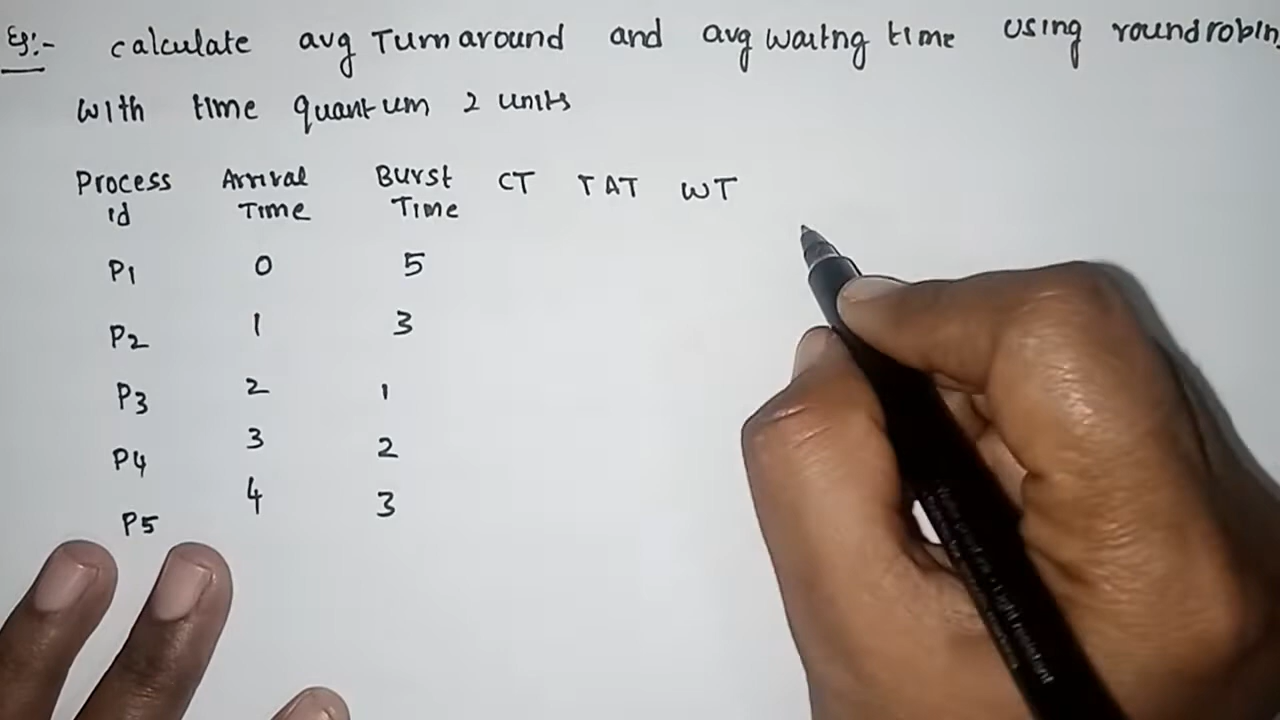 Eg:- calculate avg Turnaround and avg waitng time using roundrobin,
with time quantum 2 units
Process Id Arrival Time Burst Time CT TAT WT
P1 0 5
P2 1 3
P3 2 1
P4 3 2
P5 4 3